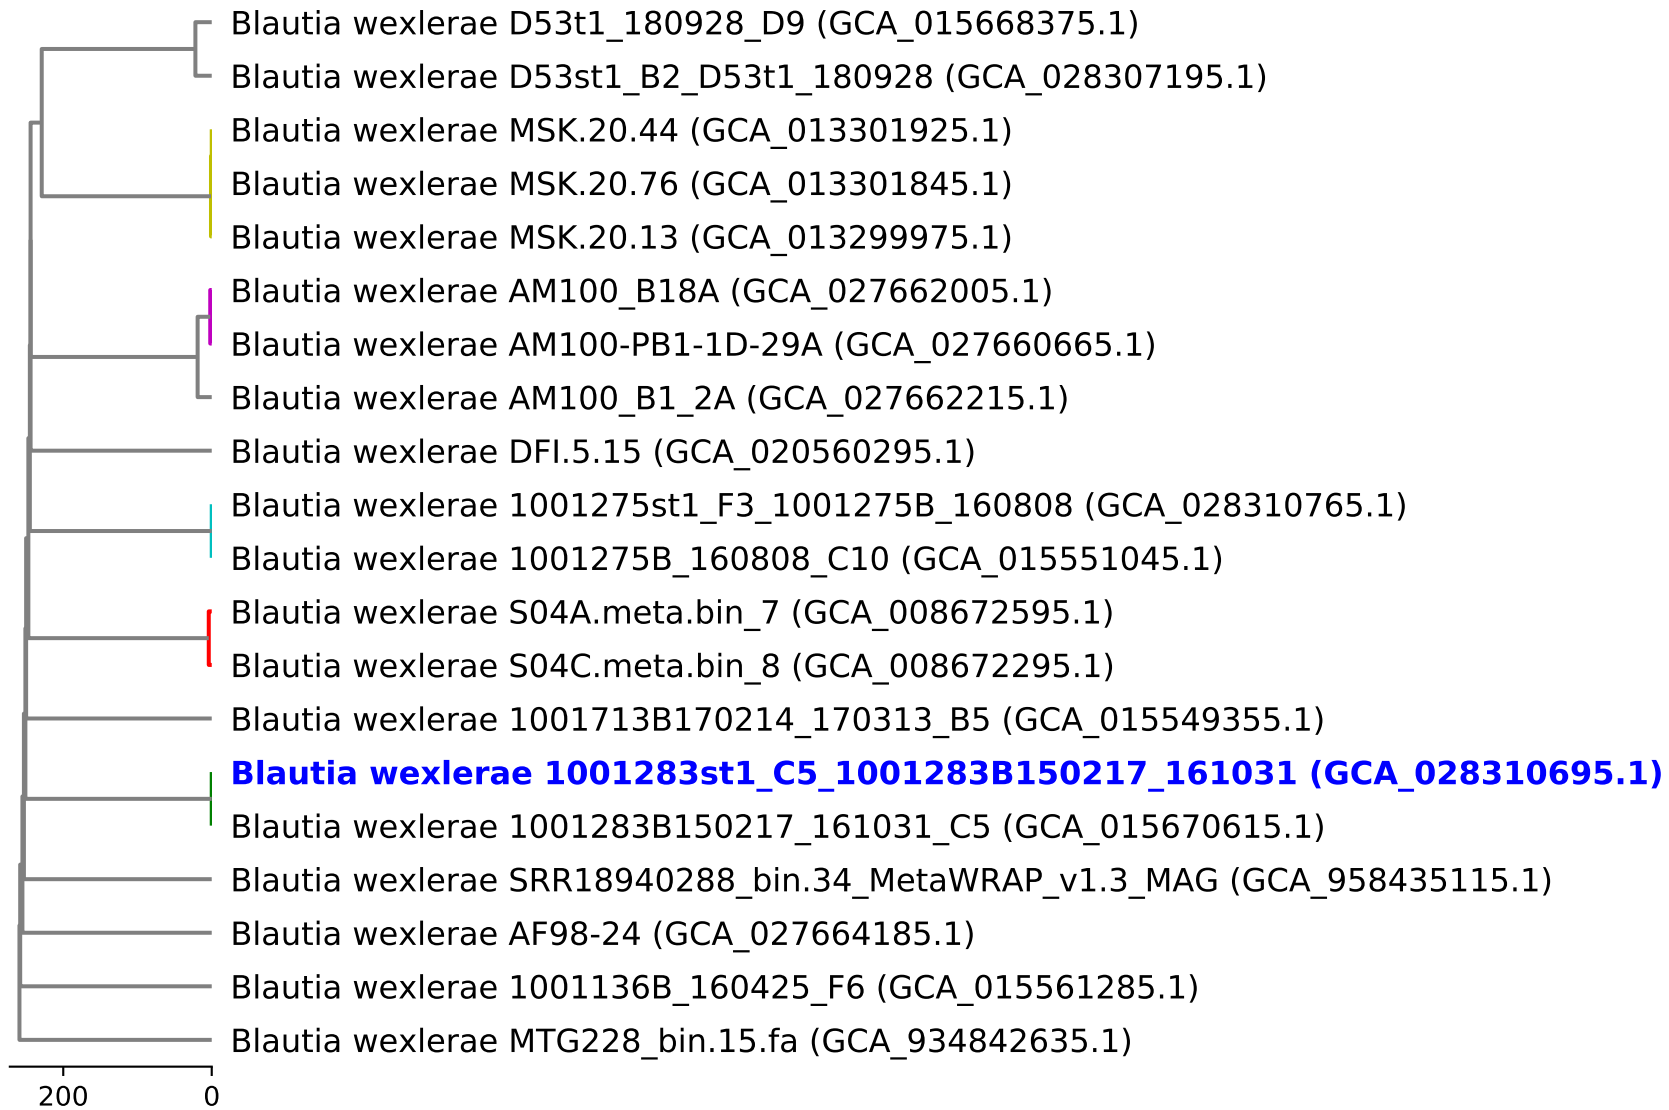 Blautia wexlerae D53t1_180928_D9 (GCA_015668375.1)
Blautia wexlerae D53st1_B2_D53t1_180928 (GCA_028307195.1)
Blautia wexlerae MSK.20.44 (GCA_013301925.1)
Blautia wexlerae MSK.20.76 (GCA_013301845.1)
Blautia wexlerae MSK.20.13 (GCA_013299975.1)
Blautia wexlerae AM100_B18A (GCA_027662005.1)
Blautia wexlerae AM100-PB1-1D-29A (GCA_027660665.1)
Blautia wexlerae AM100_B1_2A (GCA_027662215.1)
Blautia wexlerae DFI.5.15 (GCA_020560295.1)
Blautia wexlerae 1001275st1_F3_1001275B_160808 (GCA_028310765.1)
Blautia wexlerae 1001275B_160808_C10 (GCA_015551045.1)
Blautia wexlerae S04A.meta.bin_7 (GCA_008672595.1)
Blautia wexlerae S04C.meta.bin_8 (GCA_008672295.1)
Blautia wexlerae 1001713B170214_170313_B5 (GCA_015549355.1)
Blautia wexlerae 1001283st1_C5_1001283B150217_161031 (GCA_028310695.1)
Blautia wexlerae 1001283B150217_161031_C5 (GCA_015670615.1)
Blautia wexlerae SRR18940288_bin.34_MetaWRAP_v1.3_MAG (GCA_958435115.1)
Blautia wexlerae AF98-24 (GCA_027664185.1)
Blautia wexlerae 1001136B_160425_F6 (GCA_015561285.1)
Blautia wexlerae MTG228_bin.15.fa (GCA_934842635.1)
200 0